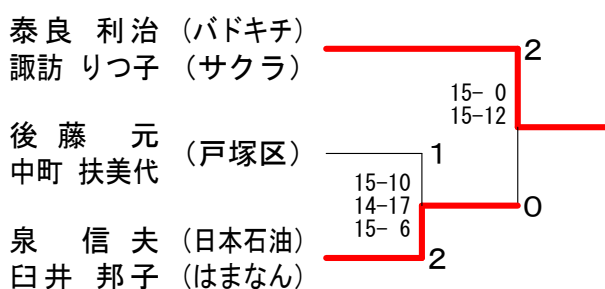 泰良 利治 (バドキチ)
諏訪 りつ子 (サクラ)
2
15- 0
15-12
後藤 元
中町 扶美代
(戸塚区)
1
15-10
14-17
15- 6
0
泉 信夫 (日本石油)
臼井 邦子 (はまなん)
2